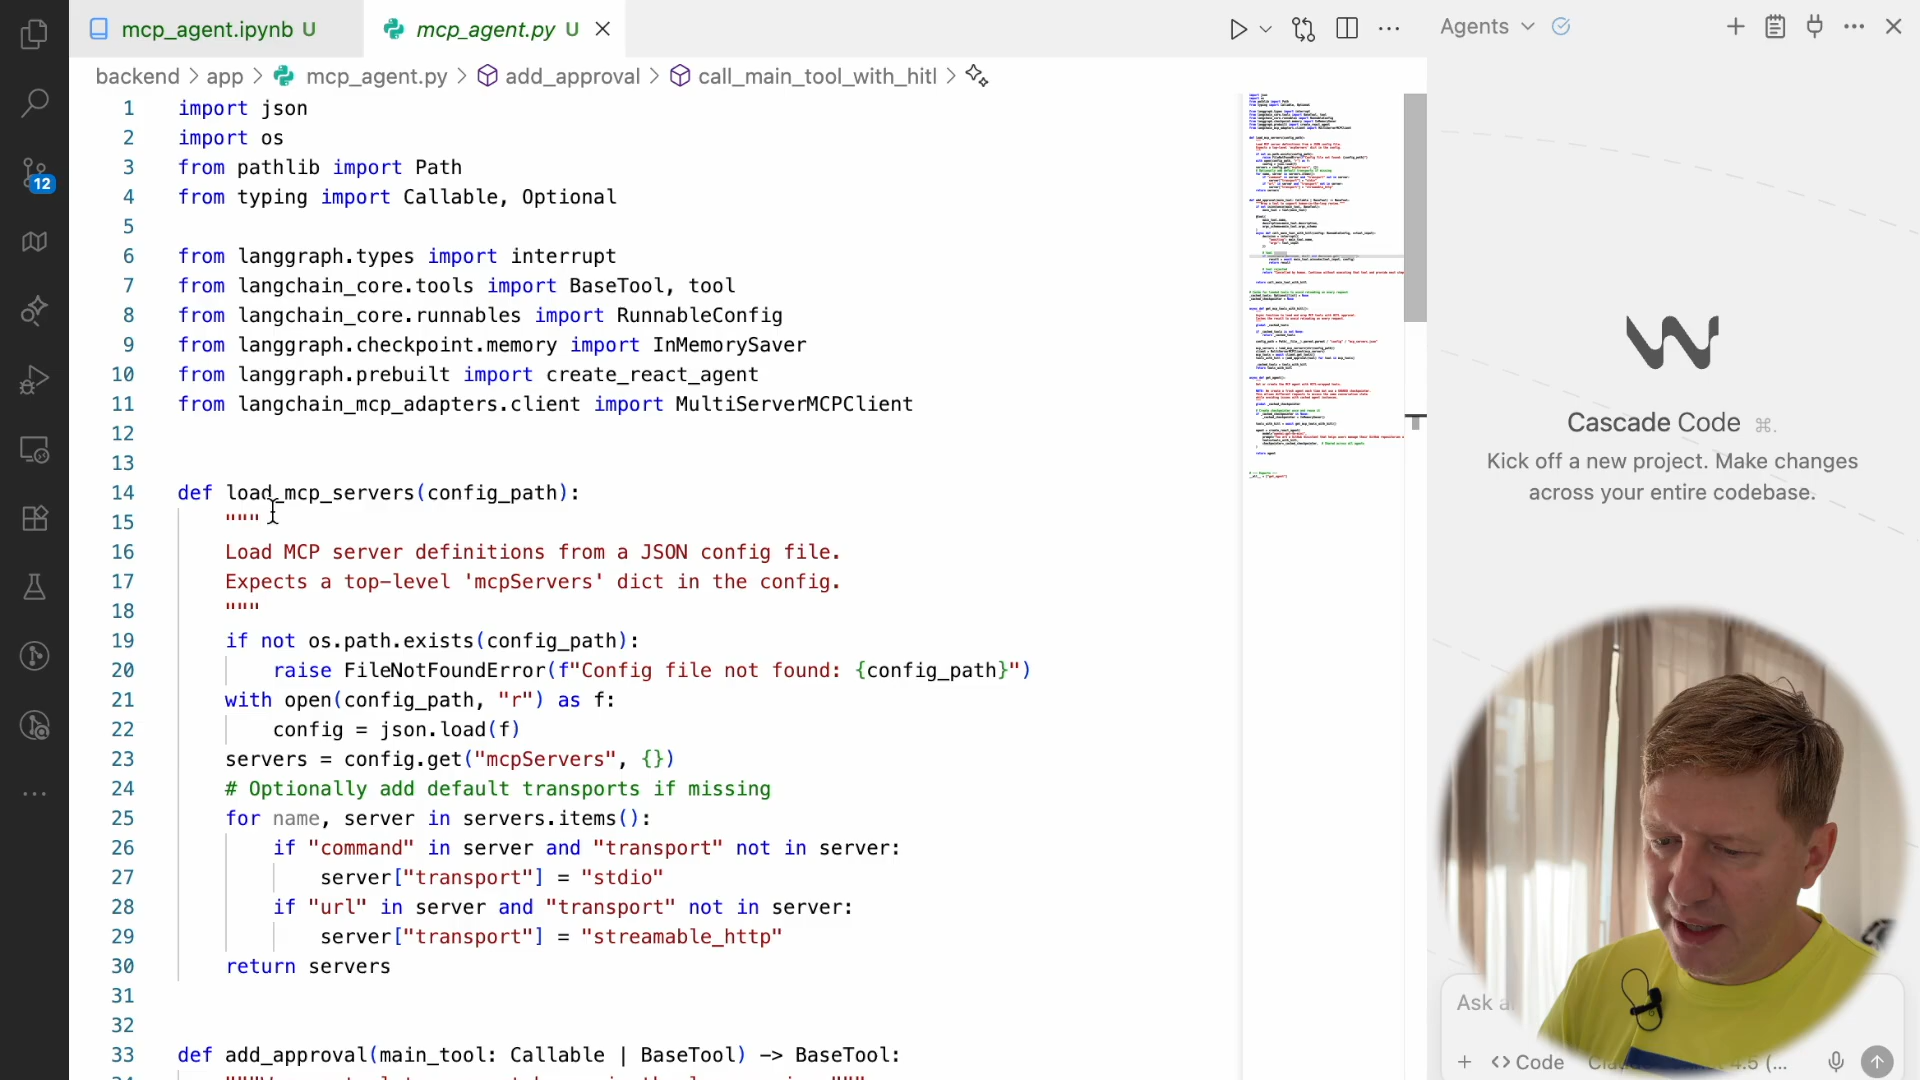 mcp_agent.ipynb U
mcp_agent.py U
Agents
backend > app > mcp_agent.py > add_approval > call_main_tool_with_hitl >
1 import json
2 import os
3 from pathlib import Path
4 from typing import Callable, Optional
5
6 from langgraph.types import interrupt
7 from langchain_core.tools import BaseTool, tool
8 from langchain_core.runnables import RunnableConfig
9 from langgraph.checkpoint.memory import InMemorySaver
10 from langgraph.prebuilt import create_react_agent
11 from langchain_mcp_adapters.client import MultiServerMCPClient
12
13
14 def load_mcp_servers(config_path):
15 """
16 Load MCP server definitions from a JSON config file.
17 Expects a top-level 'mcpServers' dict in the config.
18 """
19 if not os.path.exists(config_path):
20 raise FileNotFoundError(f"Config file not found: {config_path}")
21 with open(config_path, "r") as f:
22 config = json.load(f)
23 servers = config.get("mcpServers", {})
24 # Optionally add default transports if missing
25 for name, server in servers.items():
26 if "command" in server and "transport" not in server:
27 server["transport"] = "stdio"
28 if "url" in server and "transport" not in server:
29 server["transport"] = "streamable_http"
30 return servers
31
32
33 def add_approval(main_tool: Callable | BaseTool) -> BaseTool:
12
Cascade Code
Kick off a new project. Make changes
across your entire codebase.
Ask
Code
4.5 (...